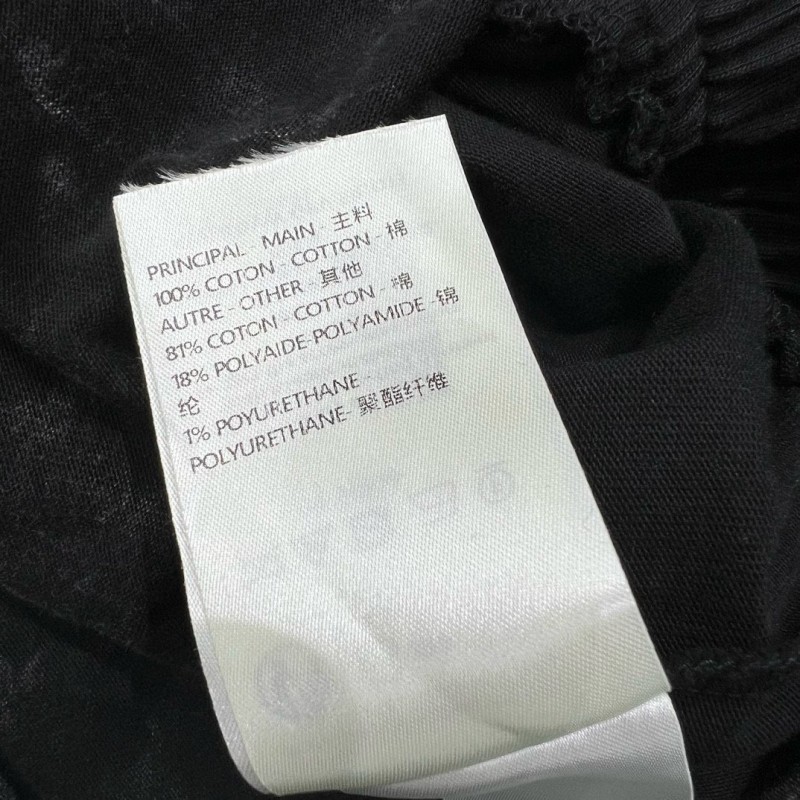 PRINCIPAL MAIN - 主料
100% COTON - COTTON - 棉
AUTRE - OTHER - 其他
81% COTON - COTTON - 棉
18% POLYAIDE-POLYAMIDE -锦
纶
1% POYURETHANE -
POLYURETHANE- 聚酯纤维